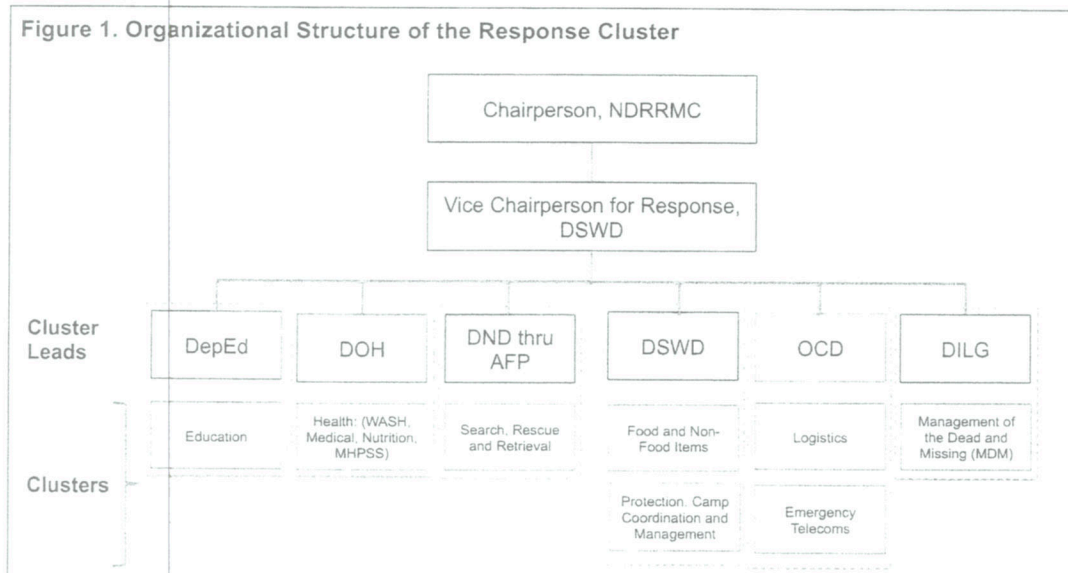 Figure 1. Organizational Structure of the Response Cluster
Chairperson, NDRRMC
Vice Chairperson for Response,
DSWD
Cluster
Leads
DepEd
DOH
DND thru
AFP
DSWD
OCD
DILG
Clusters
Education
Health: (WASH,
Medical, Nutrition,
MHPSS)
Search, Rescue
and Retrieval
Food and Non-
Food Items
Logistics
Management of
the Dead and
Missing (MDM)
Protection. Camp
Coordination and
Management
Emergency
Telecoms